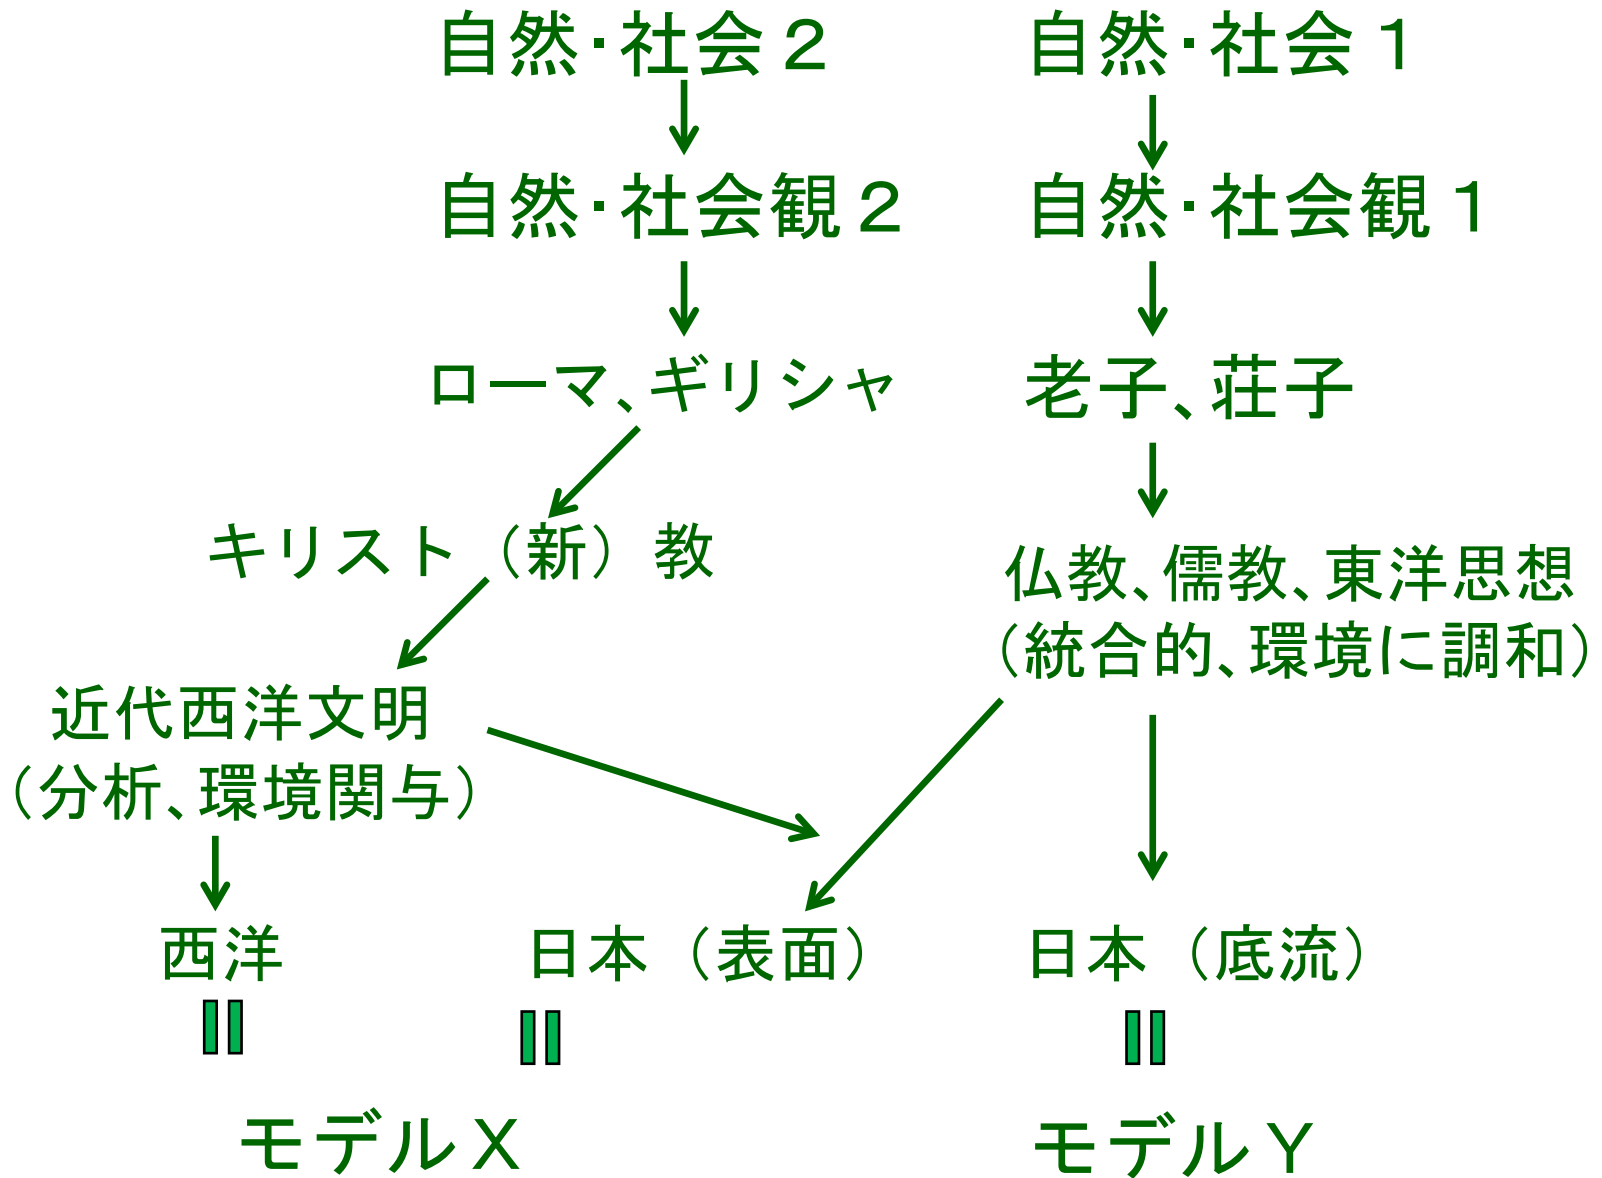 自然･社会２
自然･社会１
自然･社会観２
自然･社会観１
ローマ、ギリシャ
老子、荘子
キリスト（新）教
仏教、儒教、東洋思想
（統合的、環境に調和）
近代西洋文明
（分析、環境関与）
西洋
日本（表面）
日本（底流）
モデルX
モデルY